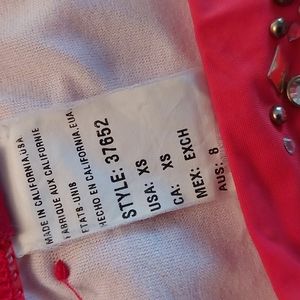 MADE IN CALIFORNIA.USA.
FABRIQUE AUX CALIFORNIE.
ETATS-UNIS
HECHO EN CALIFORNIA.EUA.
STYLE: 37652
USA: XS
CA: XS
MEX: EXCH
AUS: 8